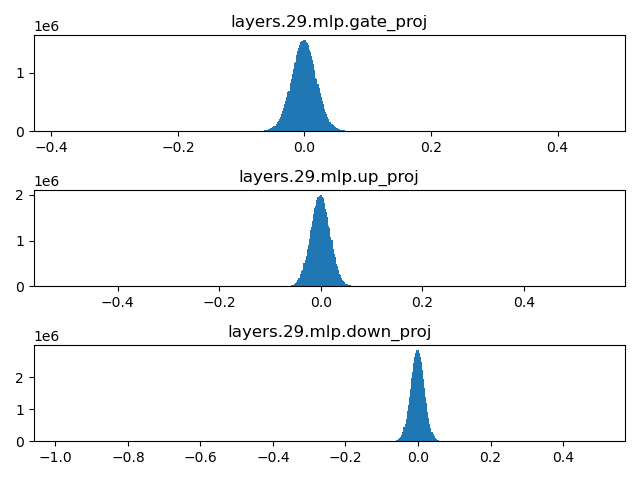 layers.29.mlp.gate_proj
1e6
1
0
−0.4 −0.2 0.0 0.2 0.4
layers.29.mlp.up_proj
1e6
2
1
0
−0.4 −0.2 0.0 0.2 0.4
layers.29.mlp.down_proj
1e6
2
1
0
−1.0 −0.8 −0.6 −0.4 −0.2 0.0 0.2 0.4